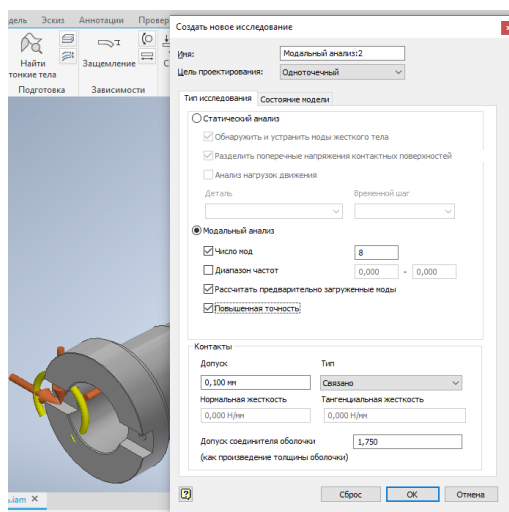 дель Эскиз Аннотации Провер
Найти
тонкие тела
Защемление
С
Подготовка Зависимости
Создать новое исследование
Имя: Модальный анализ:2
Цель проектирования: Одноточечный
Тип исследования Состояние модели
Статический анализ
Обнаружить и устранить моды жесткого тела
Разделить поперечные напряжения контактных поверхностей
Анализ нагрузок движения
Деталь Временной шаг
Модальный анализ
Число мод 8
Диапазон частот 0,000 - 0,000
Рассчитать предварительно загруженные моды
Повышенная точность
Контакты
Допуск Тип
0,100 мм Связано
Нормальная жесткость Тангенциальная жесткость
0,000 Н/мм 0,000 Н/мм
Допуск соединителя оболочки 1,750
(как произведение толщины оболочки)
? Сброс ОК Отмена
ь.iam X